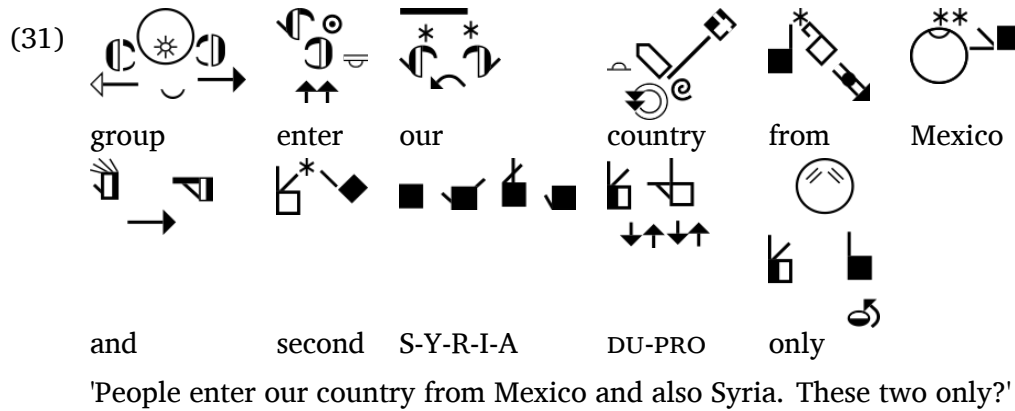 (31)
group enter our country from Mexico
and second S-Y-R-I-A DU-PRO only
'People enter our country from Mexico and also Syria. These two only?'